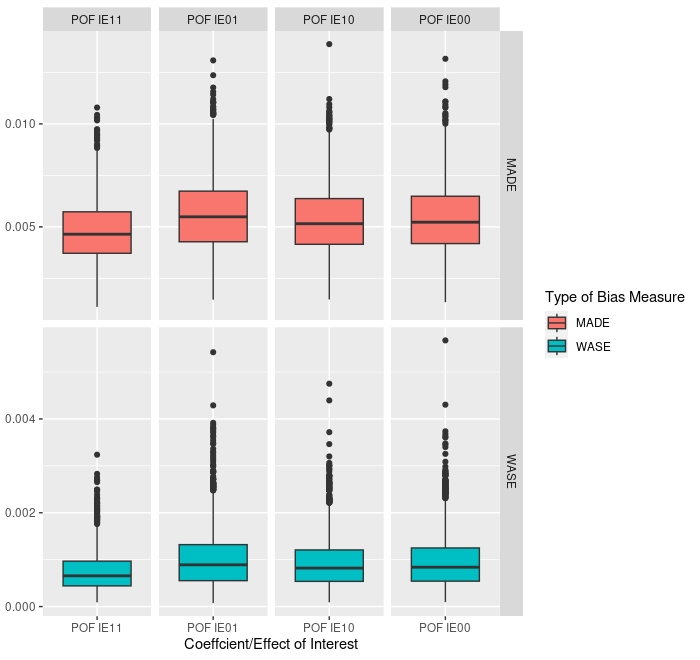 POF IE11 POF IE01 POF IE10 POF IE00
0.010
0.005
MADE
0.004
0.002
0.000
WASE
POF IE11 POF IE01 POF IE10 POF IE00
Coeffcient/Effect of Interest
Type of Bias Measure
MADE
WASE